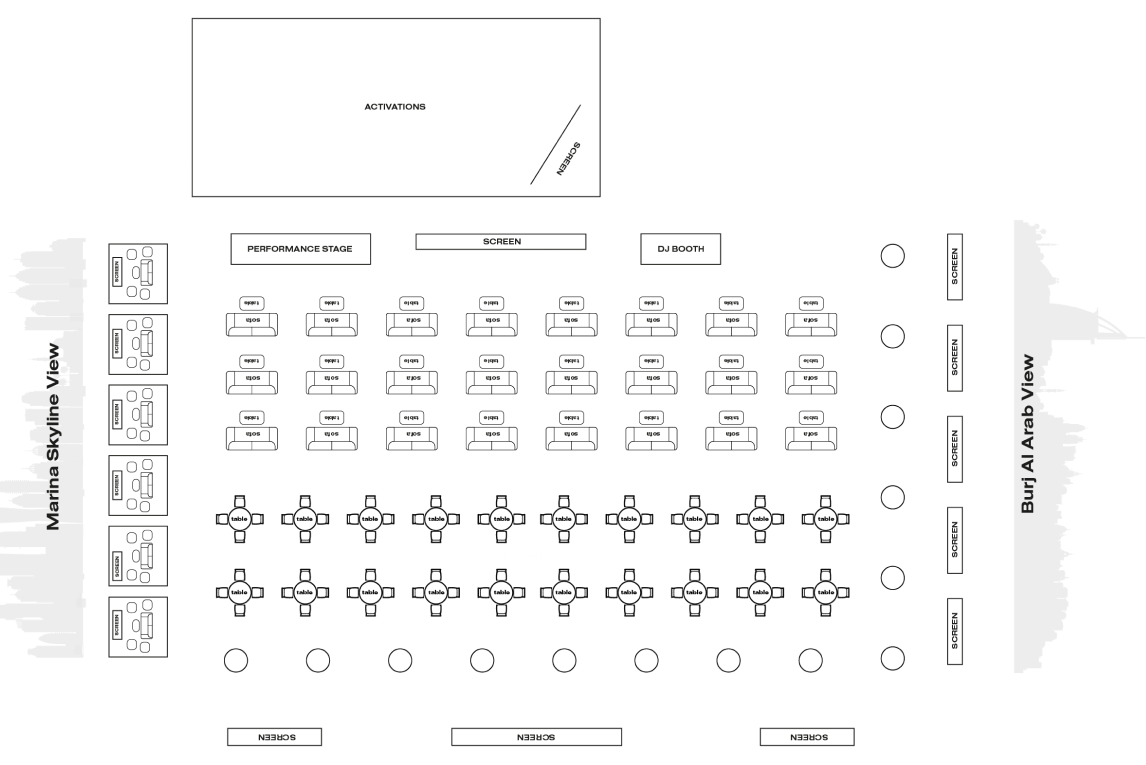 ACTIVATIONS
SCREEN
PERFORMANCE STAGE
SCREEN
DJ BOOTH
Marina Skyline View
SCREEN
SCREEN
SCREEN
SCREEN
SCREEN
SCREEN
table table table table table table table table
sofa sofa sofa sofa sofa sofa sofa sofa
table table table table table table table table
sofa sofa sofa sofa sofa sofa sofa sofa
table table table table table table table table
sofa sofa sofa sofa sofa sofa sofa sofa
table table table table table table table table table table
table table table table table table table table table table
SCREEN
SCREEN
SCREEN
SCREEN
SCREEN
Burj Al Arab View
SCREEN
SCREEN
SCREEN